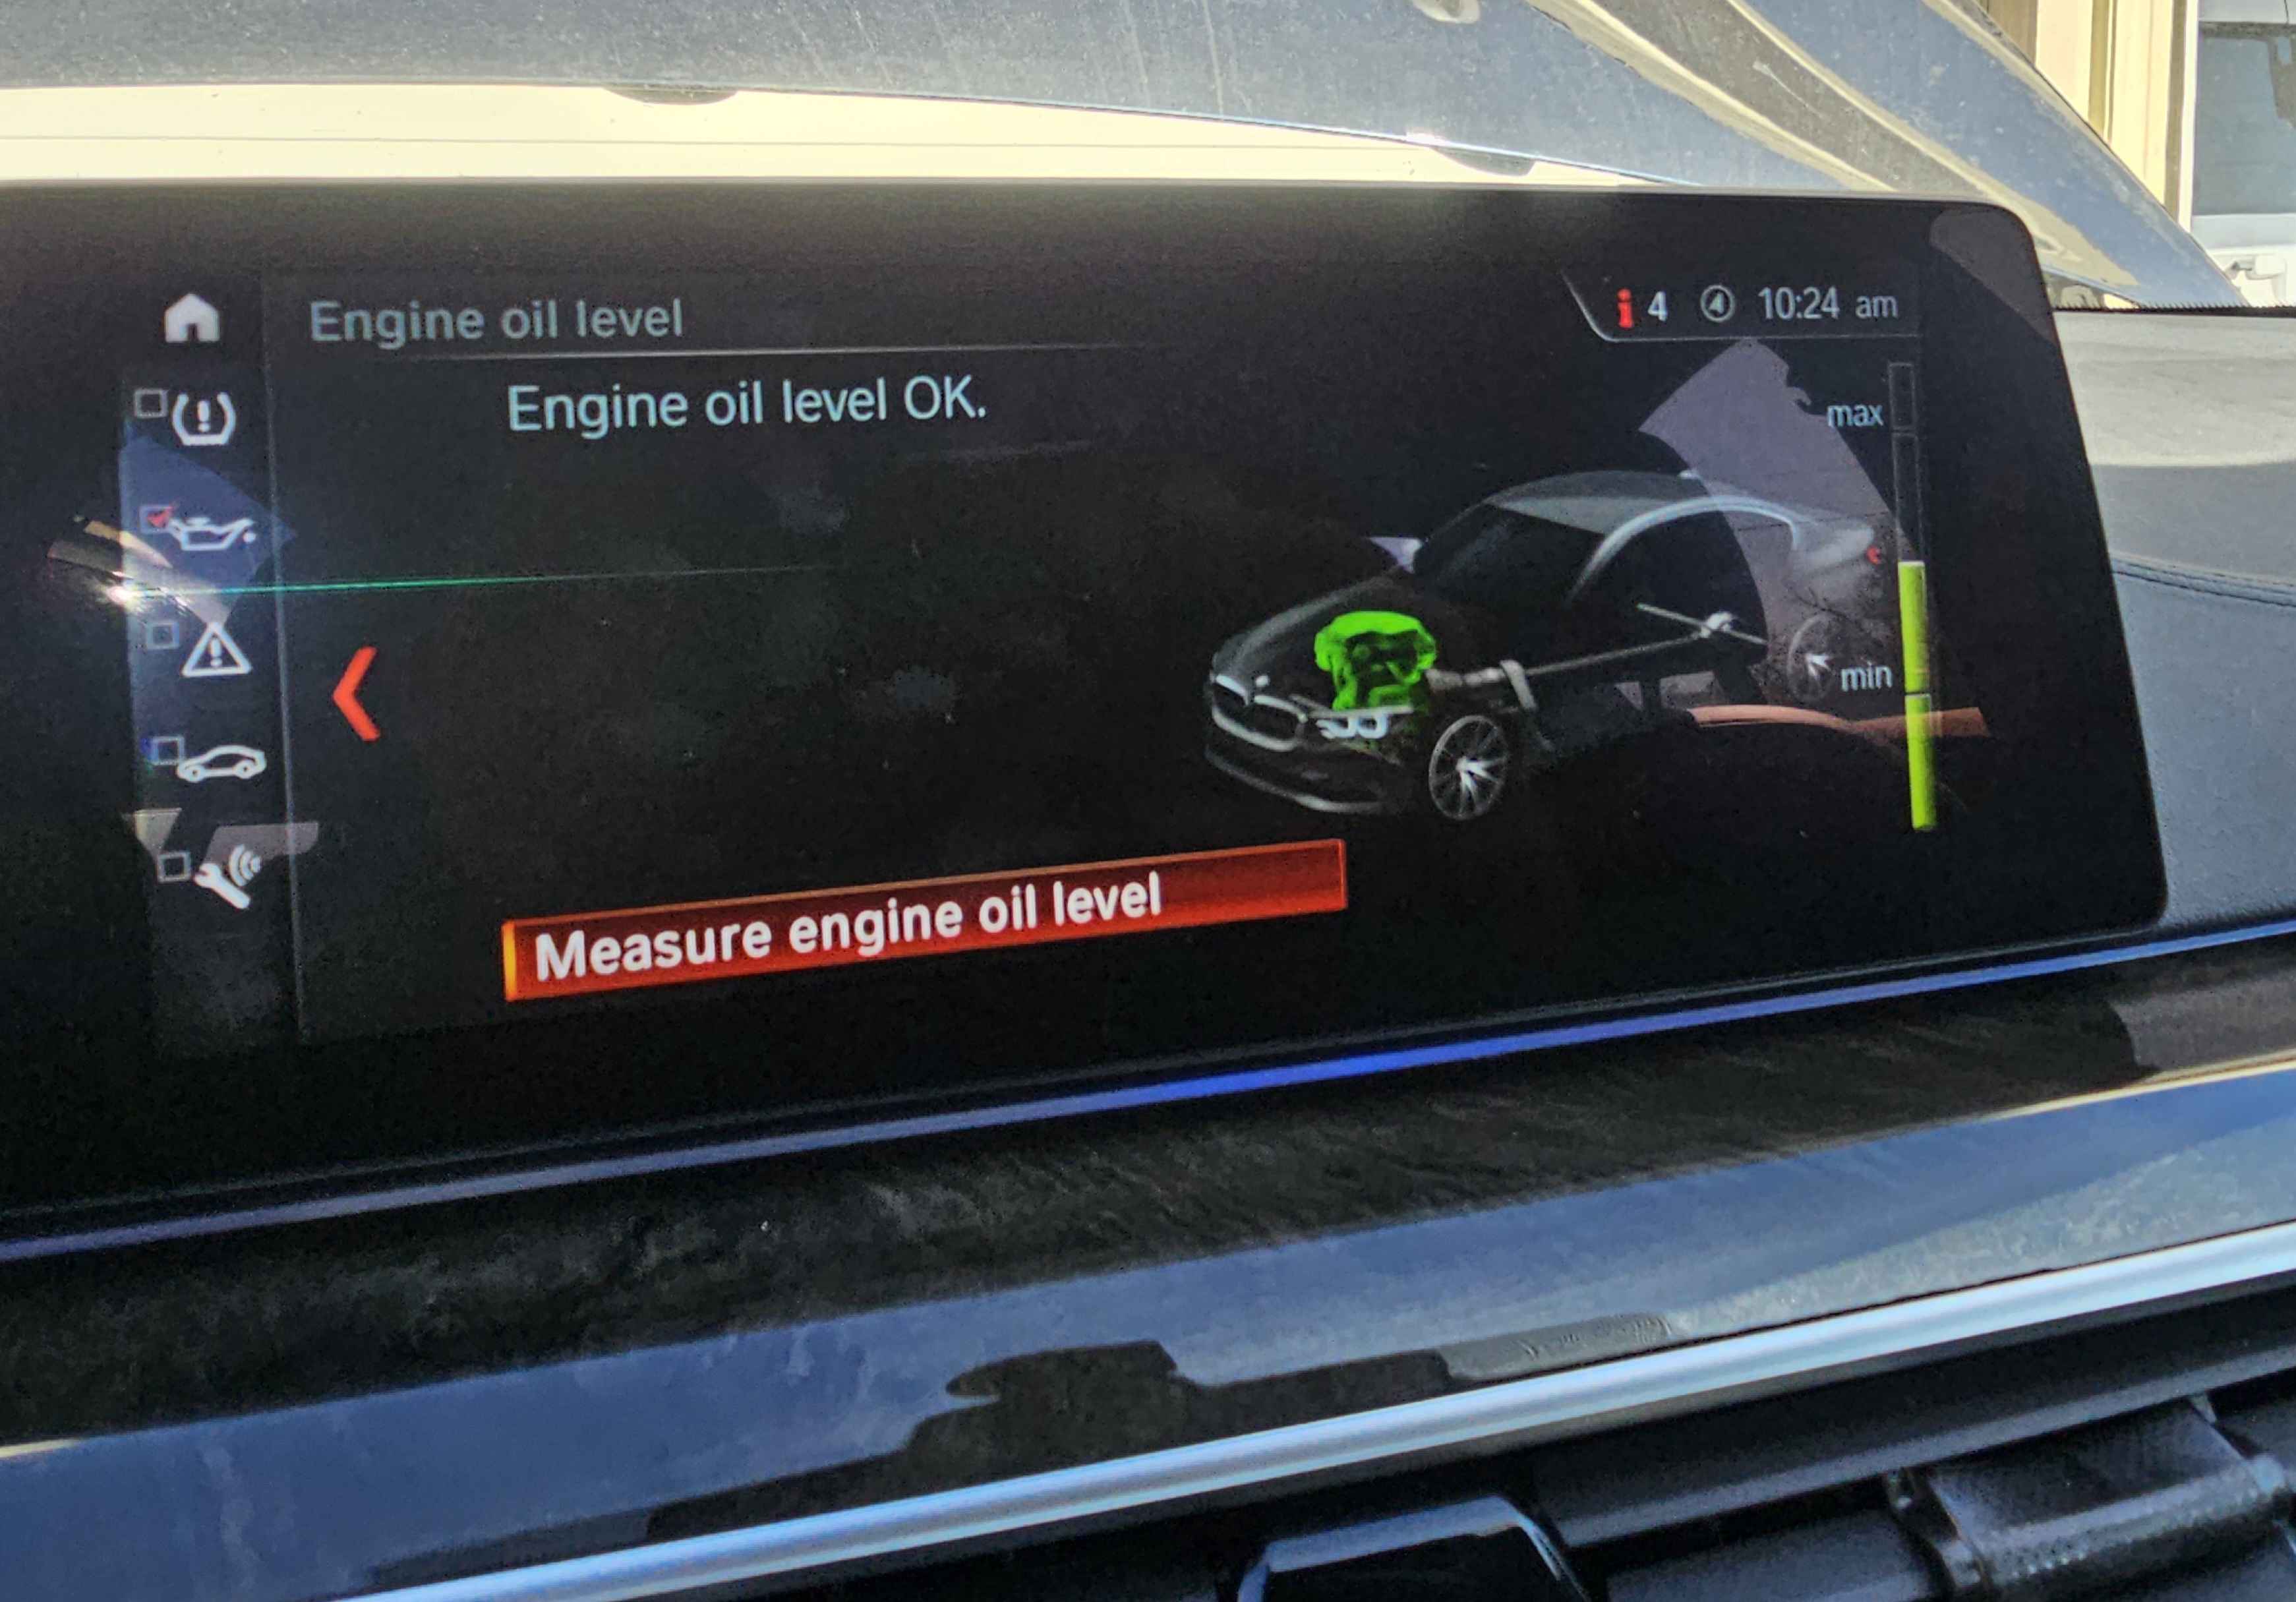 Engine oil level
4 10:24 am
Engine oil level OK.
max
min
Measure engine oil level